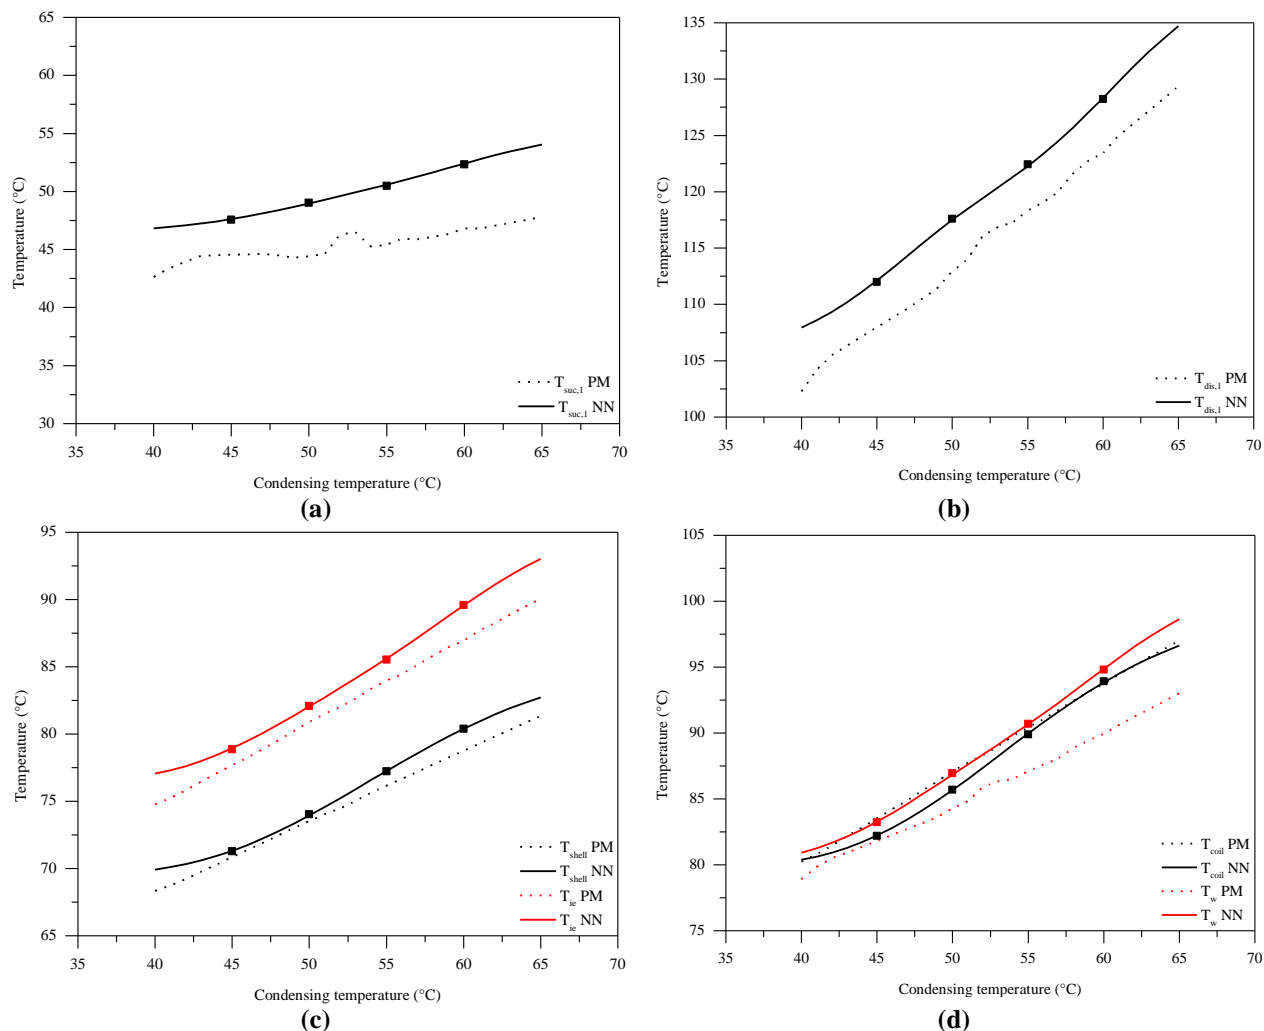 65
60
55
50
45
40
35
30
Temperature (°C)
T_suc,1 PM
T_suc,1 NN
35 40 45 50 55 60 65 70
Condensing temperature (°C)
(a)
135
130
125
120
115
110
105
100
Temperature (°C)
T_dis,1 PM
T_dis,1 NN
35 40 45 50 55 60 65 70
Condensing temperature (°C)
(b)
95
90
85
80
75
70
65
Temperature (°C)
T_shell PM
T_shell NN
T_ie PM
T_ie NN
35 40 45 50 55 60 65 70
Condensing temperature (°C)
(c)
105
100
95
90
85
80
75
Temperature (°C)
T_coil PM
T_coil NN
T_w PM
T_w NN
35 40 45 50 55 60 65 70
Condensing temperature (°C)
(d)